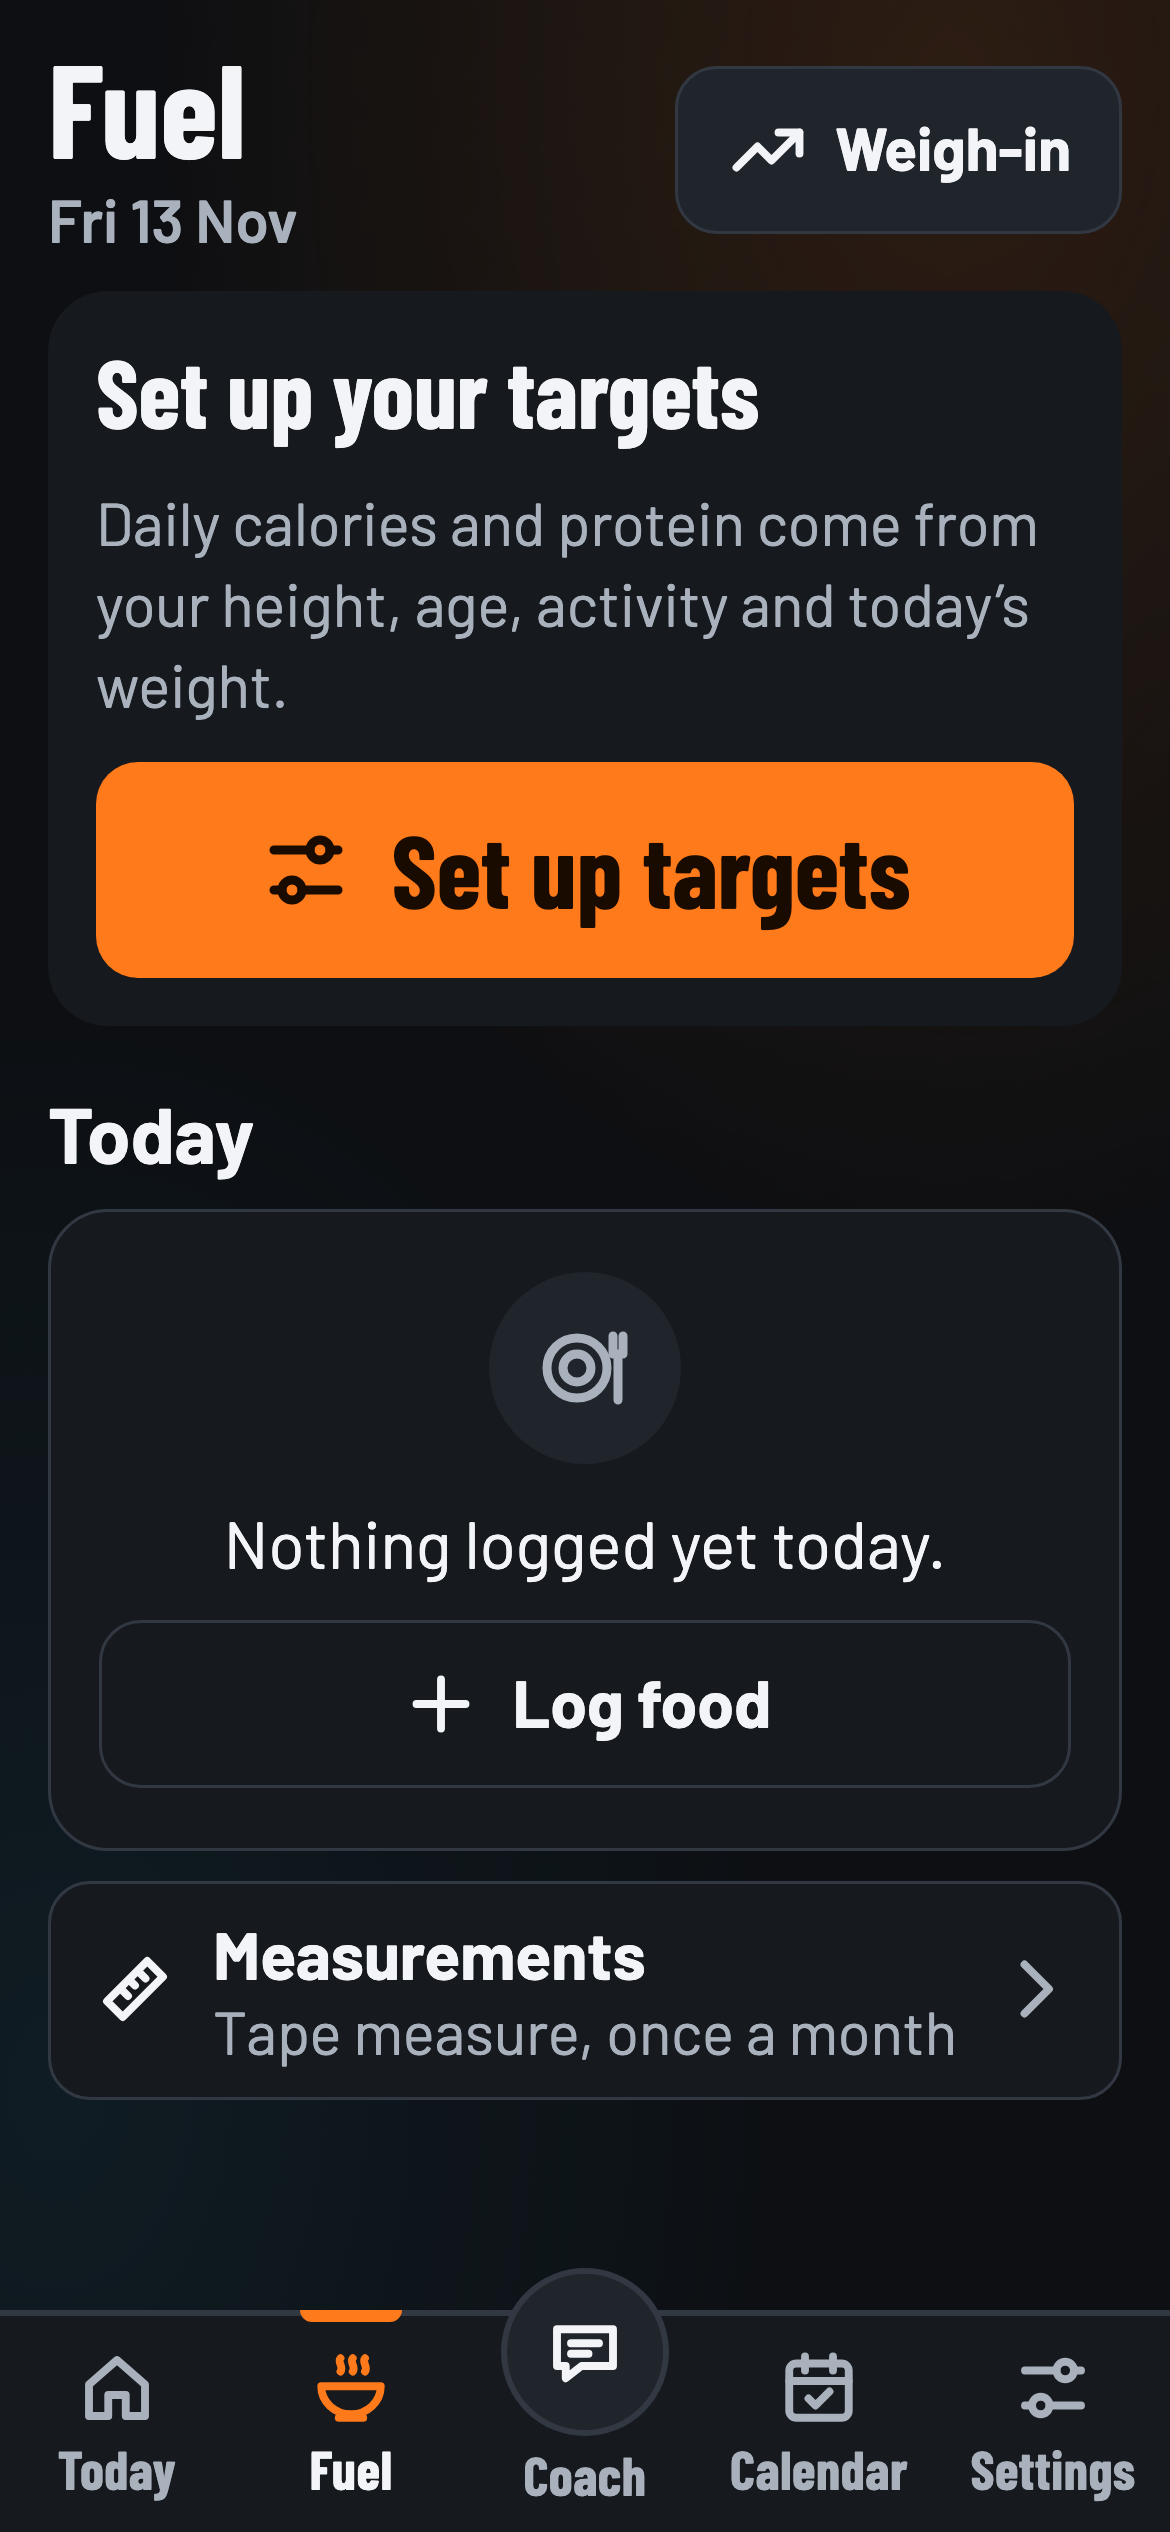 Fuel
Weigh-in
Fri 13 Nov
Set up your targets
Daily calories and protein come from
your height, age, activity and today’s
weight.
Set up targets
Today
Nothing logged yet today.
Log food
Measurements
Tape measure, once a month
Today
Fuel
Coach
Calendar
Settings